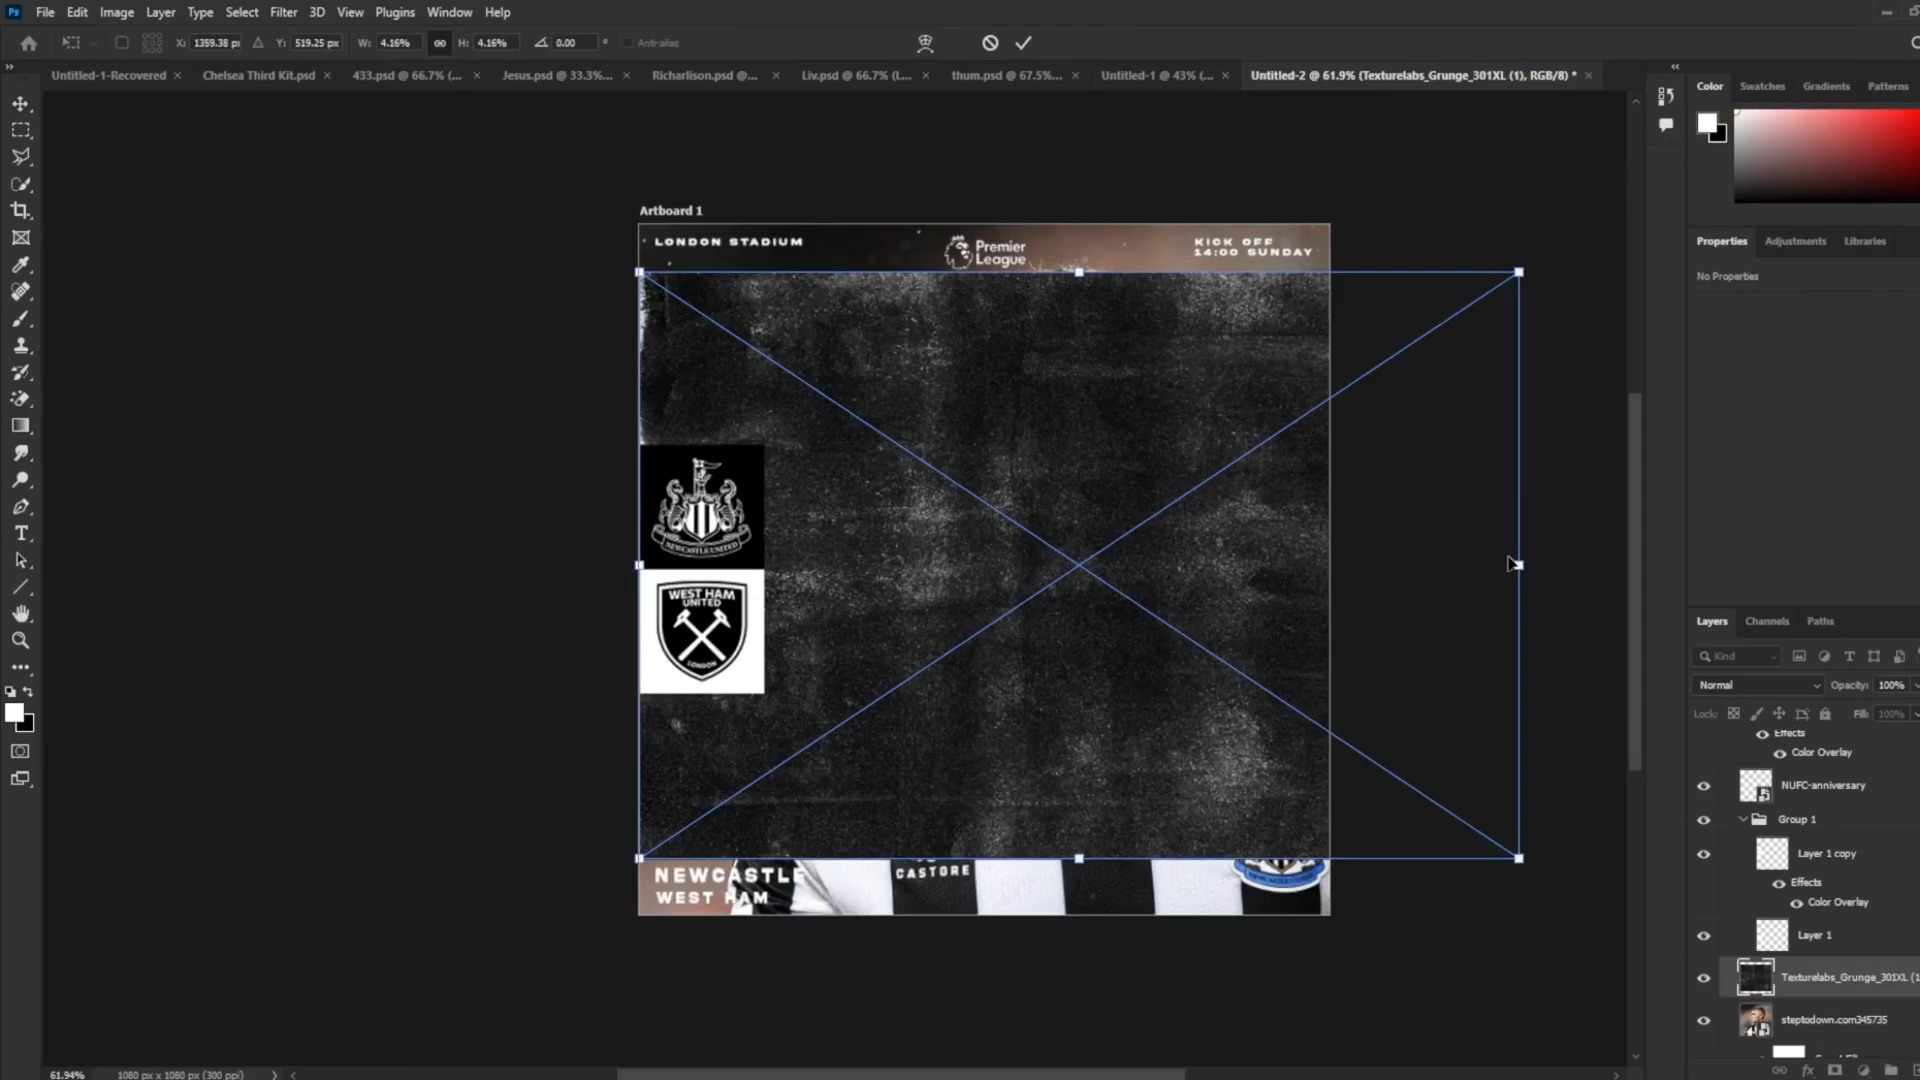 Ps File Edit Image Layer Type Select Filter 3D View Plugins Window Help
X: 1359.38 p Y: 519.25 px W: 4.16% H: 4.16% 0.00 ° Anti-alias
Untitled-1-Recovered × Chelsea Third Kit.psd × 433.psd @ 66.7% (... × Jesus.psd @ 33.3%... × Richarlison.psd @... × Liv.psd @ 66.7% (L... × thum.psd @ 67.5%... × Untitled-1 @ 43% (... × Untitled-2 @ 61.9% (Texturelabs_Grunge_301XL (1), RGB/8) * ×
Color Swatches Gradients Patterns
Artboard 1
LONDON STADIUM
Premier
League
KICK OFF
14:00 SUNDAY
Properties Adjustments Libraries
No Properties
NEWCASTLE UNITED
WEST HAM
UNITED
LONDON
NEWCASTLE
WEST HAM
CASTORE
Layers Channels Paths
Kind
Normal Opacity: 100%
Lock: Fill: 100%
Effects
Color Overlay
NUFC-anniversary
Group 1
Layer 1 copy
Effects
Color Overlay
Layer 1
Texturelabs_Grunge_301XL (1
steptodown.com345735
fx
61.94% 1080 px x 1080 px (300 ppi)